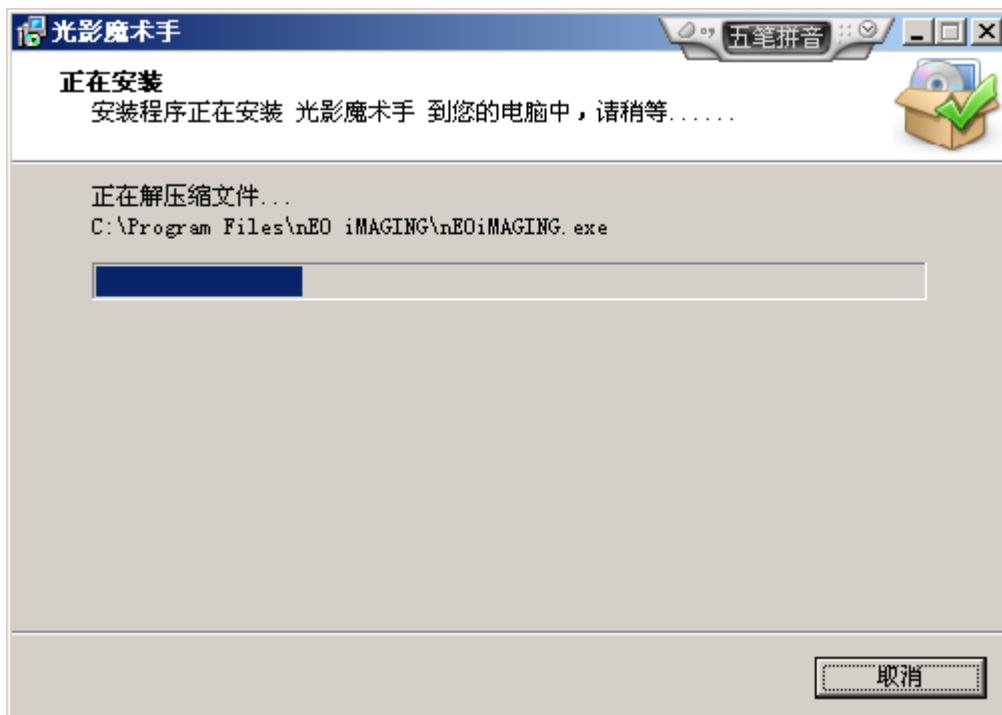 光影魔术手
五笔拼音
正在安装
安装程序正在安装 光影魔术手 到您的电脑中，请稍等......
正在解压缩文件...
C:\Program Files\nEO iMAGING\nEOiMAGING.exe
取消